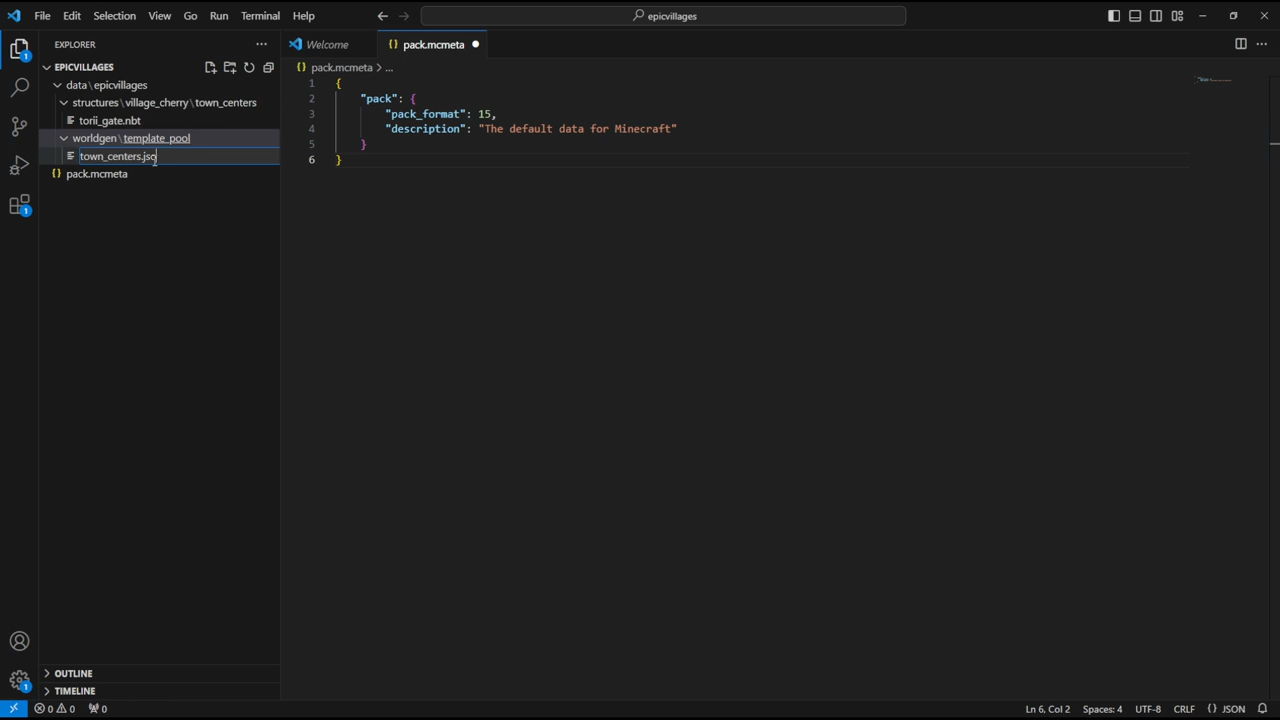 File Edit Selection View Go Run Terminal Help
epicvillages
EXPLORER
Welcome
pack.mcmeta
EPICVILLAGES
pack.mcmeta > ...
data\epicvillages
structures\village_cherry\town_centers
torii_gate.nbt
worldgen\template_pool
town_centers.jso
pack.mcmeta
1 {
2 "pack": {
3 "pack_format": 15,
4 "description": "The default data for Minecraft"
5 }
6 }
1
1
OUTLINE
TIMELINE
1
0 0 0
Ln 6, Col 2 Spaces: 4 UTF-8 CRLF {} JSON